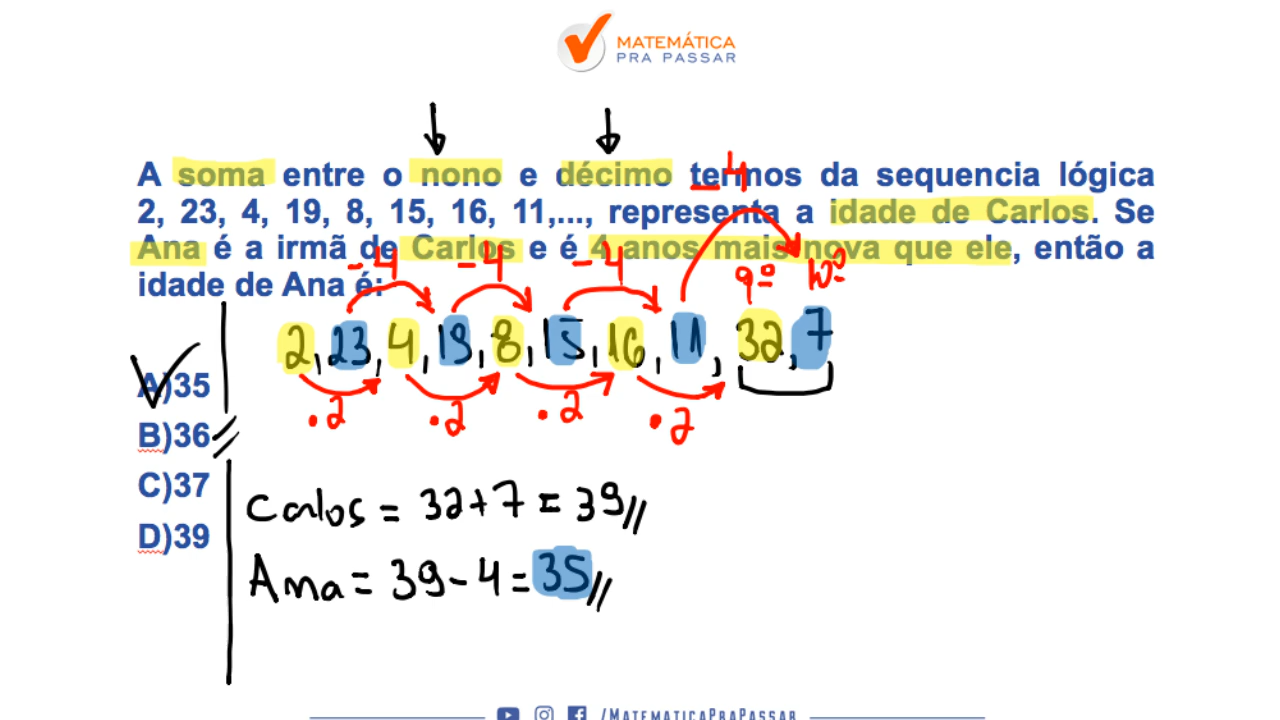 MATEMÁTICA
PRA PASSAR
A soma entre o nono e décimo termos da sequencia lógica
2, 23, 4, 19, 8, 15, 16, 11,..., representa a idade de Carlos. Se
Ana é a irmã de Carlos e é 4 anos mais nova que ele, então a
idade de Ana é:
-4
-4 -4 -4
9º 10º
2, 23, 4, 19, 8, 15, 16, 11, 32, 7
.2 .2 .2 .2
A)35
B)36
C)37
D)39
Calos = 32+7 = 39//
Ana = 39-4 = 35//
/MATEMATICAPRAPASSAR